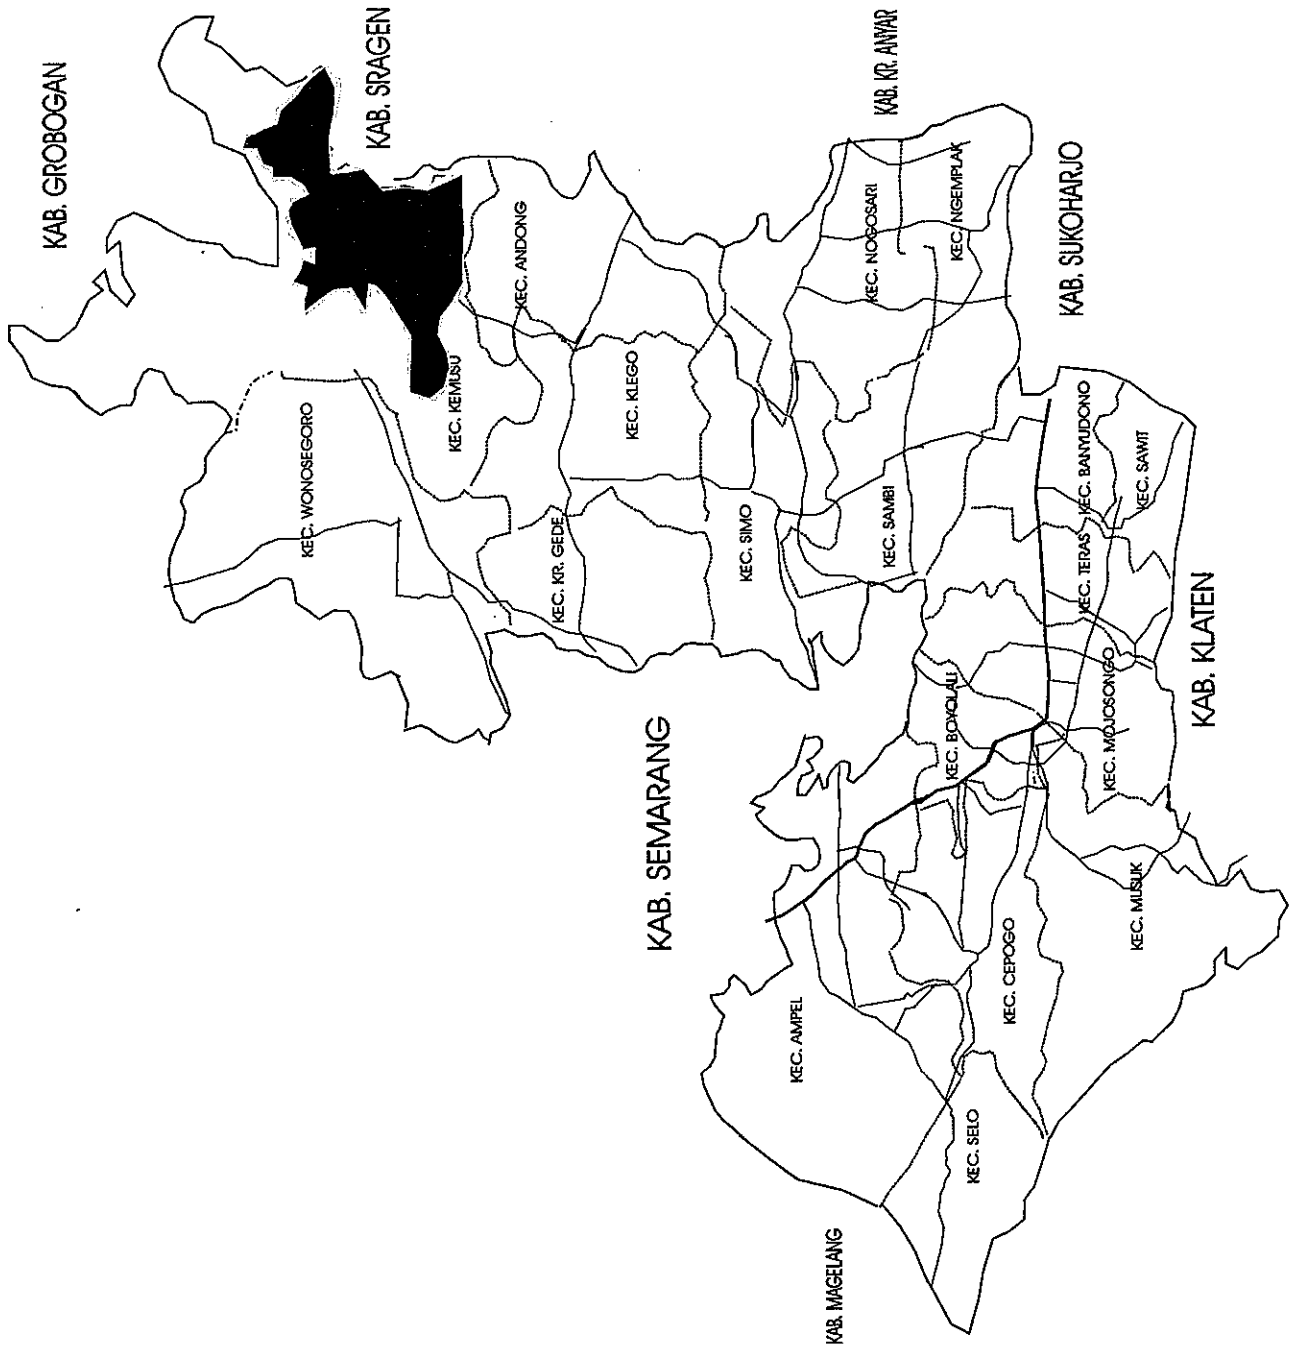 KAB. GROBOGAN
KAB. SRAGEN
KAB. KR. ANYAR
KAB. SUKOHARJO
KAB. KLATEN
KAB. SEMARANG
KAB. MAGELANG
KEC. WONOSEGORO
KEC. KEMUSU
KEC. ANDONG
KEC. KR. GEDE
KEC. KLEGO
KEC. SIMO
KEC. NOGOSARI
KEC. NGEMPLAK
KEC. SAMBI
KEC. BANYUDONO
KEC. SAWIT
KEC. TERAS
KEC. MOJOSONGO
KEC. BOYOLALI
KEC. MUSUK
KEC. CEPOGO
KEC. AMPEL
KEC. SELO